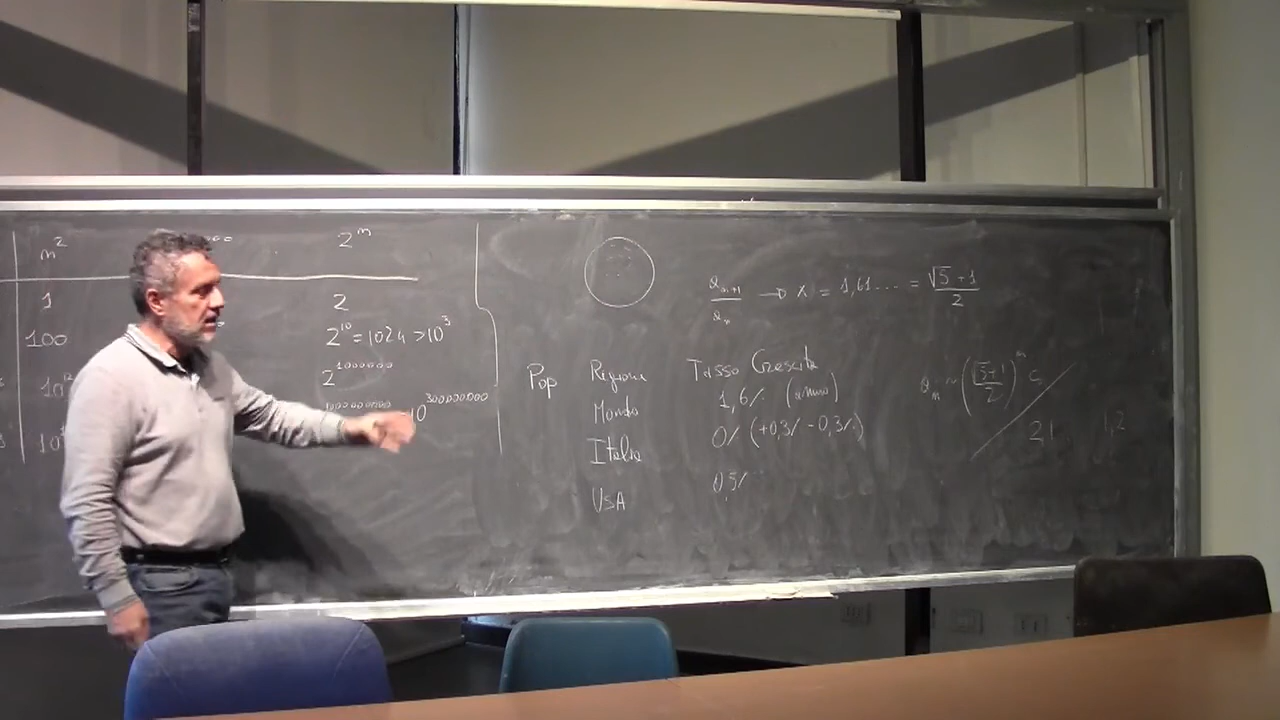 n² 2ⁿ
1 2
100 2¹⁰ = 1024 > 10³
2¹⁰⁰⁰⁰⁰⁰
10³⁰⁰⁰⁰⁰⁰⁰⁰
aₙ₊₁/aₙ → x = 1,61.... = (√5 + 1)/2
Pop Regione Tasso Crescita
Mondo 1,6% (annuo)
Italia 0% (+0,3% -0,3%)
USA 0,5%
aₙ ~ ((√5+1)/2)ⁿ C
2,1 1,2